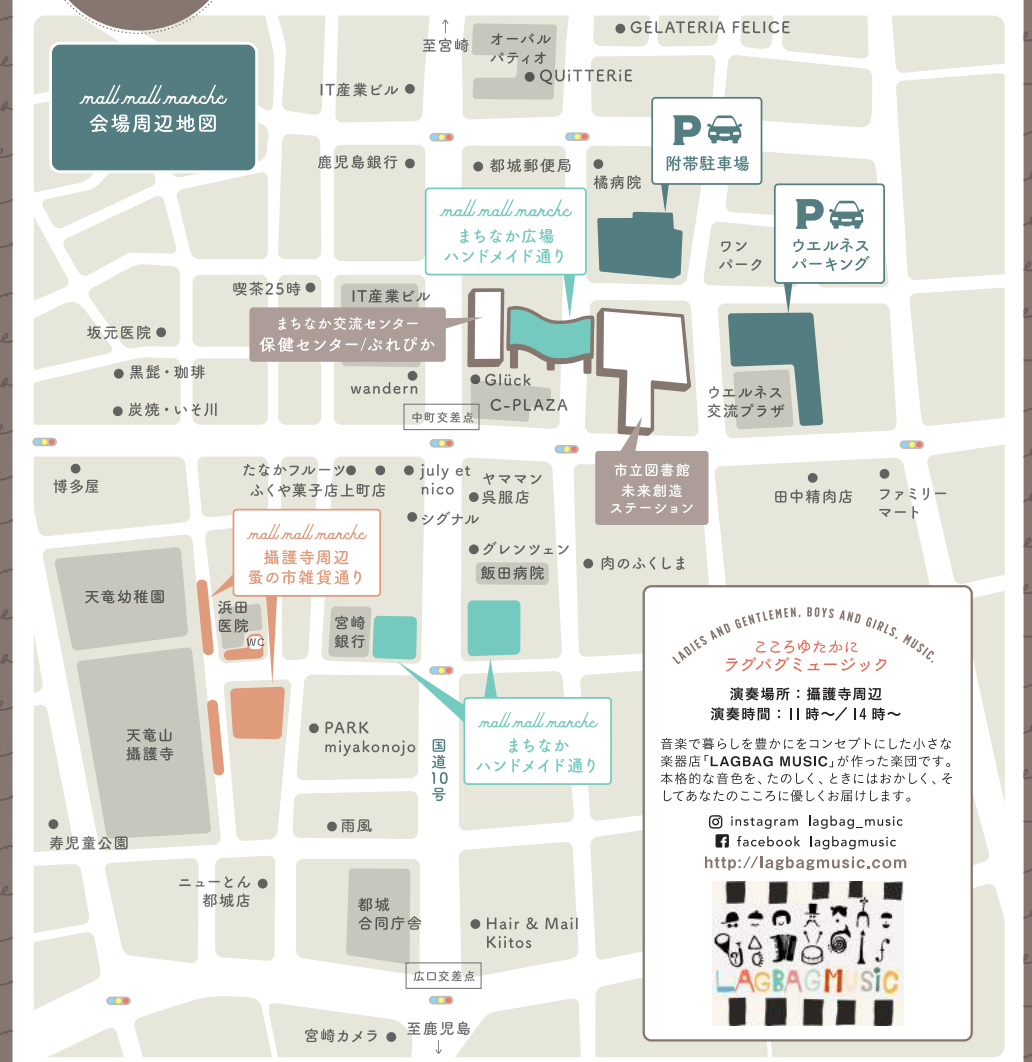 ↑
至宮崎
オーバル
パティオ
GELATERIA FELICE
QUiTTERiE
IT産業ビル
mall mall marche
会場周辺地図
鹿児島銀行
都城郵便局
橘病院
P
附帯駐車場
mall mall marche
まちなか広場
ハンドメイド通り
P
ウエルネス
パーキング
ワン
パーク
喫茶25時
IT産業ビル
まちなか交流センター
保健センター/ぷれぴか
坂元医院
黒髭・珈琲
炭焼・いそ川
wandern
Glück
C-PLAZA
中町交差点
ウエルネス
交流プラザ
市立図書館
未来創造
ステーション
博多屋
たなかフルーツ
ふくや菓子店上町店
july et
nico
ヤママン
呉服店
シグナル
田中精肉店
ファミリー
マート
mall mall marche
攝護寺周辺
蚤の市雑貨通り
グレンツェン
飯田病院
肉のふくしま
天竜幼稚園
浜田
医院
WC
宮崎
銀行
天竜山
攝護寺
PARK
miyakonojo
国道10号
mall mall marche
まちなか
ハンドメイド通り
寿児童公園
雨風
ニューとん
都城店
都城
合同庁舎
Hair & Mail
Kiitos
広口交差点
宮崎カメラ
至鹿児島
↓
LADIES AND GENTLEMEN, BOYS AND GIRLS, MUSIC.
こころゆたかに
ラグバグミュージック
演奏場所：攝護寺周辺
演奏時間：11時〜／14時〜
音楽で暮らしを豊かにをコンセプトにした小さな
楽器店「LAGBAG MUSIC」が作った楽団です。
本格的な音色を、たのしく、ときにはおかしく、そ
してあなたのこころに優しくお届けします。
instagram lagbag_music
facebook lagbagmusic
http://lagbagmusic.com
LAGBAGMUSiC